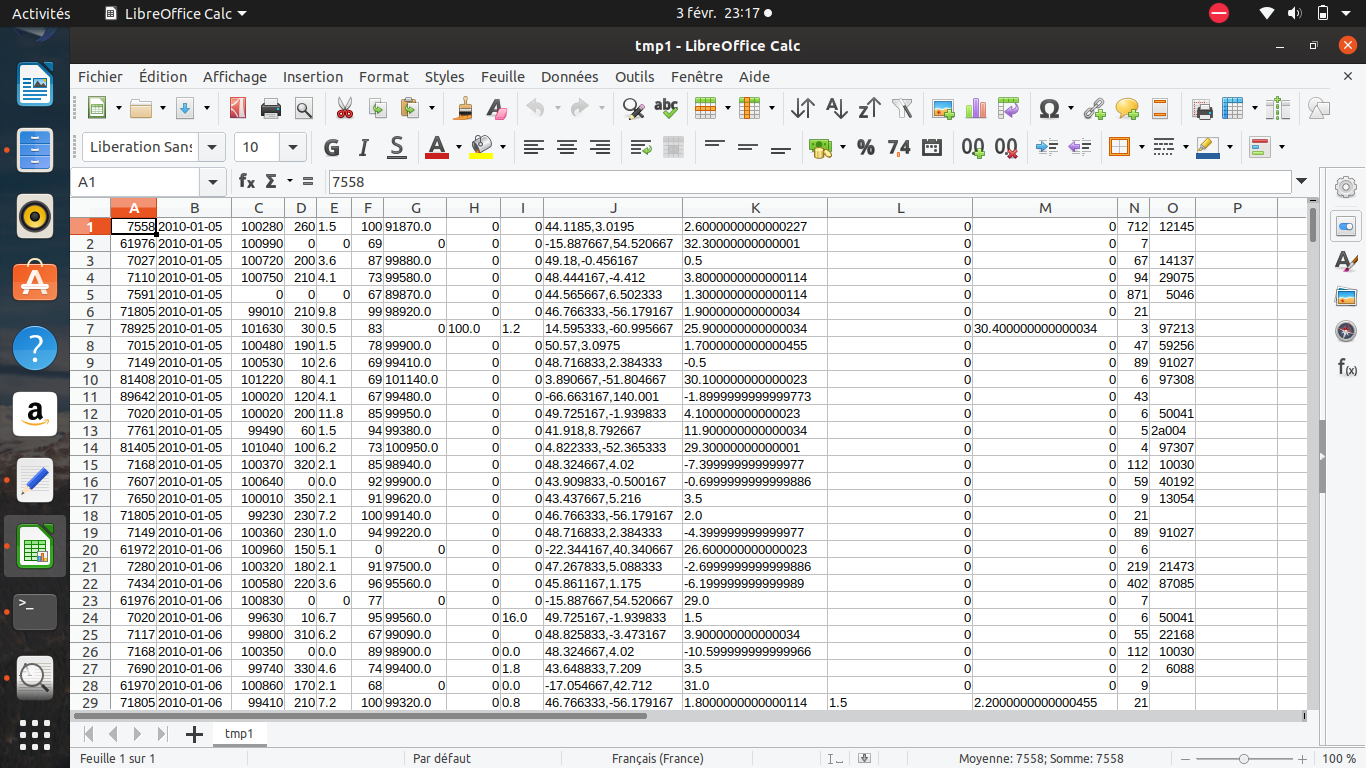 Activités LibreOffice Calc 3 févr. 23:17
tmp1 - LibreOffice Calc
Fichier Édition Affichage Insertion Format Styles Feuille Données Outils Fenêtre Aide
Liberation Sans 10 G I S A % 7.4
A1 fx Σ = 7558
A B C D E F G H I J K L M N O P
1 7558 2010-01-05 100280 260 1.5 100 91870.0 0 0 44.1185,3.0195 2.6000000000000227 0 0 712 12145
2 61976 2010-01-05 100990 0 0 69 0 0 0 -15.887667,54.520667 32.30000000000001 0 0 7
3 7027 2010-01-05 100720 200 3.6 87 99880.0 0 0 49.18,-0.456167 0.5 0 0 67 14137
4 7110 2010-01-05 100750 210 4.1 73 99580.0 0 0 48.444167,-4.412 3.8000000000000114 0 0 94 29075
5 7591 2010-01-05 0 0 0 67 89870.0 0 0 44.565667,6.502333 1.3000000000000114 0 0 871 5046
6 71805 2010-01-05 99010 210 9.8 99 98920.0 0 0 46.766333,-56.179167 1.900000000000034 0 0 21
7 78925 2010-01-05 101630 30 0.5 83 0 100.0 1.2 14.595333,-60.995667 25.900000000000034 0 30.400000000000034 3 97213
8 7015 2010-01-05 100480 190 1.5 78 99900.0 0 0 50.57,3.0975 1.7000000000000455 0 0 47 59256
9 7149 2010-01-05 100530 10 2.6 69 99410.0 0 0 48.716833,2.384333 -0.5 0 0 89 91027
10 81408 2010-01-05 101220 80 4.1 69 101140.0 0 0 3.890667,-51.804667 30.100000000000023 0 0 6 97308
11 89642 2010-01-05 100020 120 4.1 67 99480.0 0 0 -66.663167,140.001 -1.8999999999999773 0 0 43
12 7020 2010-01-05 100020 200 11.8 85 99950.0 0 0 49.725167,-1.939833 4.100000000000023 0 0 6 50041
13 7761 2010-01-05 99490 60 1.5 94 99380.0 0 0 41.918,8.792667 11.900000000000034 0 0 5 2a004
14 81405 2010-01-05 101040 100 6.2 73 100950.0 0 0 4.822333,-52.365333 29.30000000000001 0 0 4 97307
15 7168 2010-01-05 100370 320 2.1 85 98940.0 0 0 48.324667,4.02 -7.399999999999977 0 0 112 10030
16 7607 2010-01-05 100640 0 0.0 92 99900.0 0 0 43.909833,-0.500167 -0.6999999999999886 0 0 59 40192
17 7650 2010-01-05 100010 350 2.1 91 99620.0 0 0 43.437667,5.216 3.5 0 0 9 13054
18 71805 2010-01-05 99230 230 7.2 100 99140.0 0 0 46.766333,-56.179167 2.0 0 0 21
19 7149 2010-01-06 100360 230 1.0 94 99220.0 0 0 48.716833,2.384333 -4.399999999999977 0 0 89 91027
20 61972 2010-01-06 100960 150 5.1 0 0 0 0 -22.344167,40.340667 26.600000000000023 0 0 6
21 7280 2010-01-06 100320 180 2.1 91 97500.0 0 0 47.267833,5.088333 -2.6999999999999886 0 0 219 21473
22 7434 2010-01-06 100580 220 3.6 96 95560.0 0 0 45.861167,1.175 -6.199999999999989 0 0 402 87085
23 61976 2010-01-06 100830 0 0 77 0 0 0 -15.887667,54.520667 29.0 0 0 7
24 7020 2010-01-06 99630 10 6.7 95 99560.0 0 16.0 49.725167,-1.939833 1.5 0 0 6 50041
25 7117 2010-01-06 99800 310 6.2 67 99090.0 0 0 48.825833,-3.473167 3.900000000000034 0 0 55 22168
26 7168 2010-01-06 100350 0 0.0 89 98900.0 0 0.0 48.324667,4.02 -10.599999999999966 0 0 112 10030
27 7690 2010-01-06 99740 330 4.6 74 99400.0 0 1.8 43.648833,7.209 3.5 0 0 2 6088
28 61970 2010-01-06 100860 170 2.1 68 0 0 0.0 -17.054667,42.712 31.0 0 0 9
29 71805 2010-01-06 99410 210 7.2 100 99320.0 0 0.8 46.766333,-56.179167 1.8000000000000114 1.5 2.2000000000000455 21
tmp1
Feuille 1 sur 1 Par défaut Français (France) Moyenne: 7558; Somme: 7558 100 %